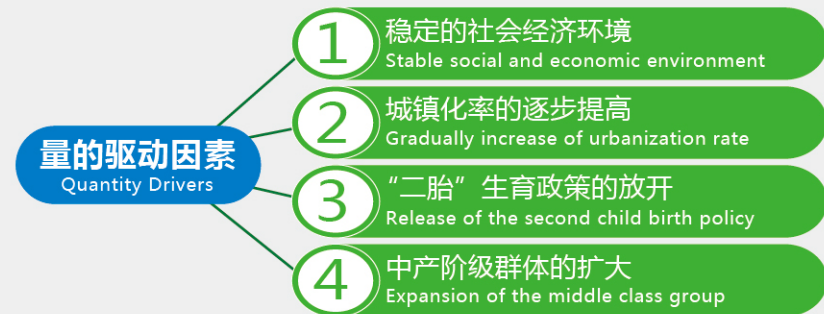 量的驱动因素
Quantity Drivers
1
稳定的社会经济环境
Stable social and economic environment
2
城镇化率的逐步提高
Gradually increase of urbanization rate
3
“二胎”生育政策的放开
Release of the second child birth policy
4
中产阶级群体的扩大
Expansion of the middle class group